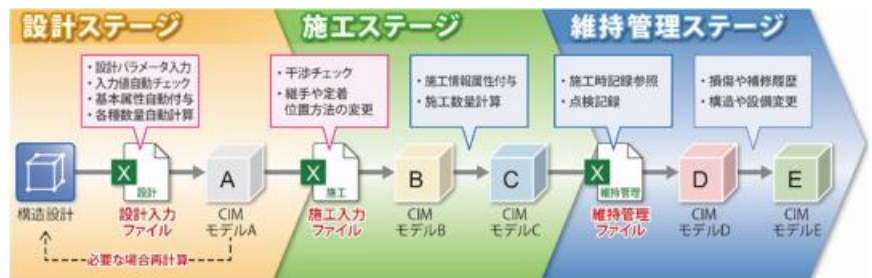 設計ステージ
施工ステージ
維持管理ステージ
・設計パラメータ入力
・入力値自動チェック
・基本属性自動付与
・各種数量自動計算
・干渉チェック
・継手や定着
位置方法の変更
・施工情報属性付与
・施工数量計算
・施工時記録参照
・点検記録
・損傷や補修履歴
・構造や設備変更
構造設計
X
設計
設計入力
ファイル
A
CIM
モデルA
X
施工
施工入力
ファイル
B
CIM
モデルB
C
CIM
モデルC
X
維持管理
維持管理
ファイル
D
CIM
モデルD
E
CIM
モデルE
必要な場合再計算